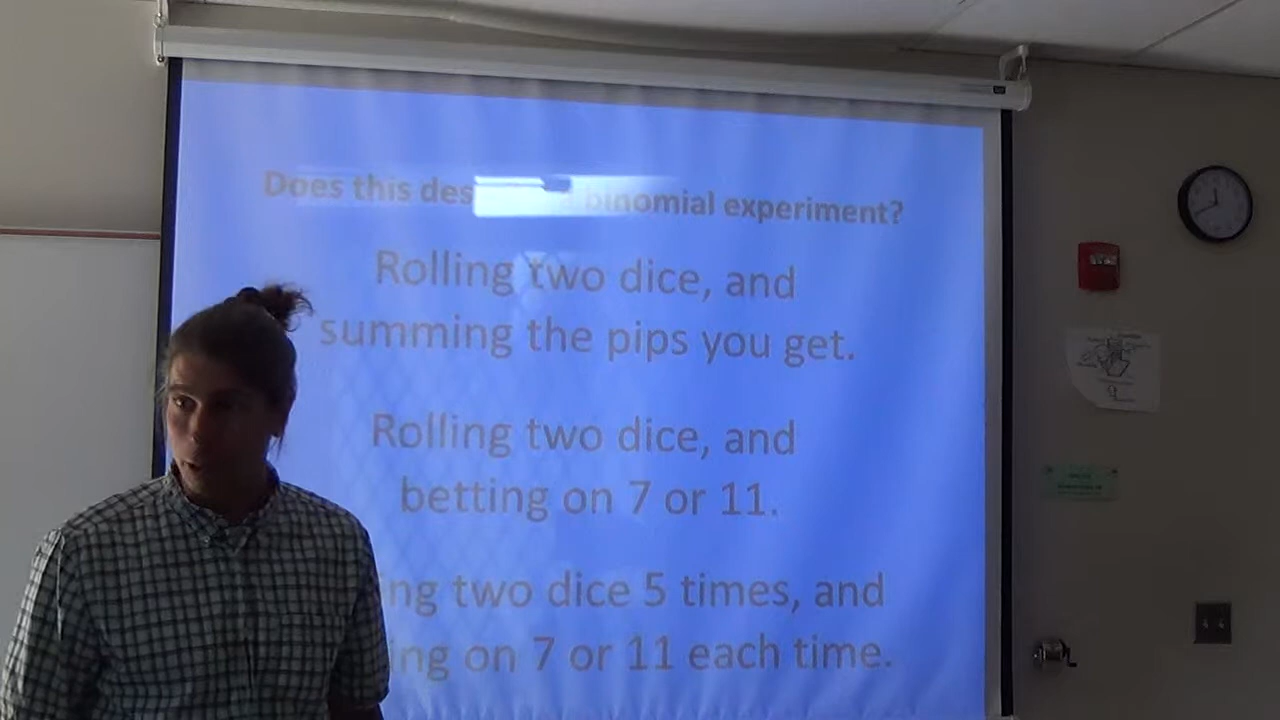 Does this des binomial experiment?
Rolling two dice, and
summing the pips you get.
Rolling two dice, and
betting on 7 or 11.
ng two dice 5 times, and
ing on 7 or 11 each time.